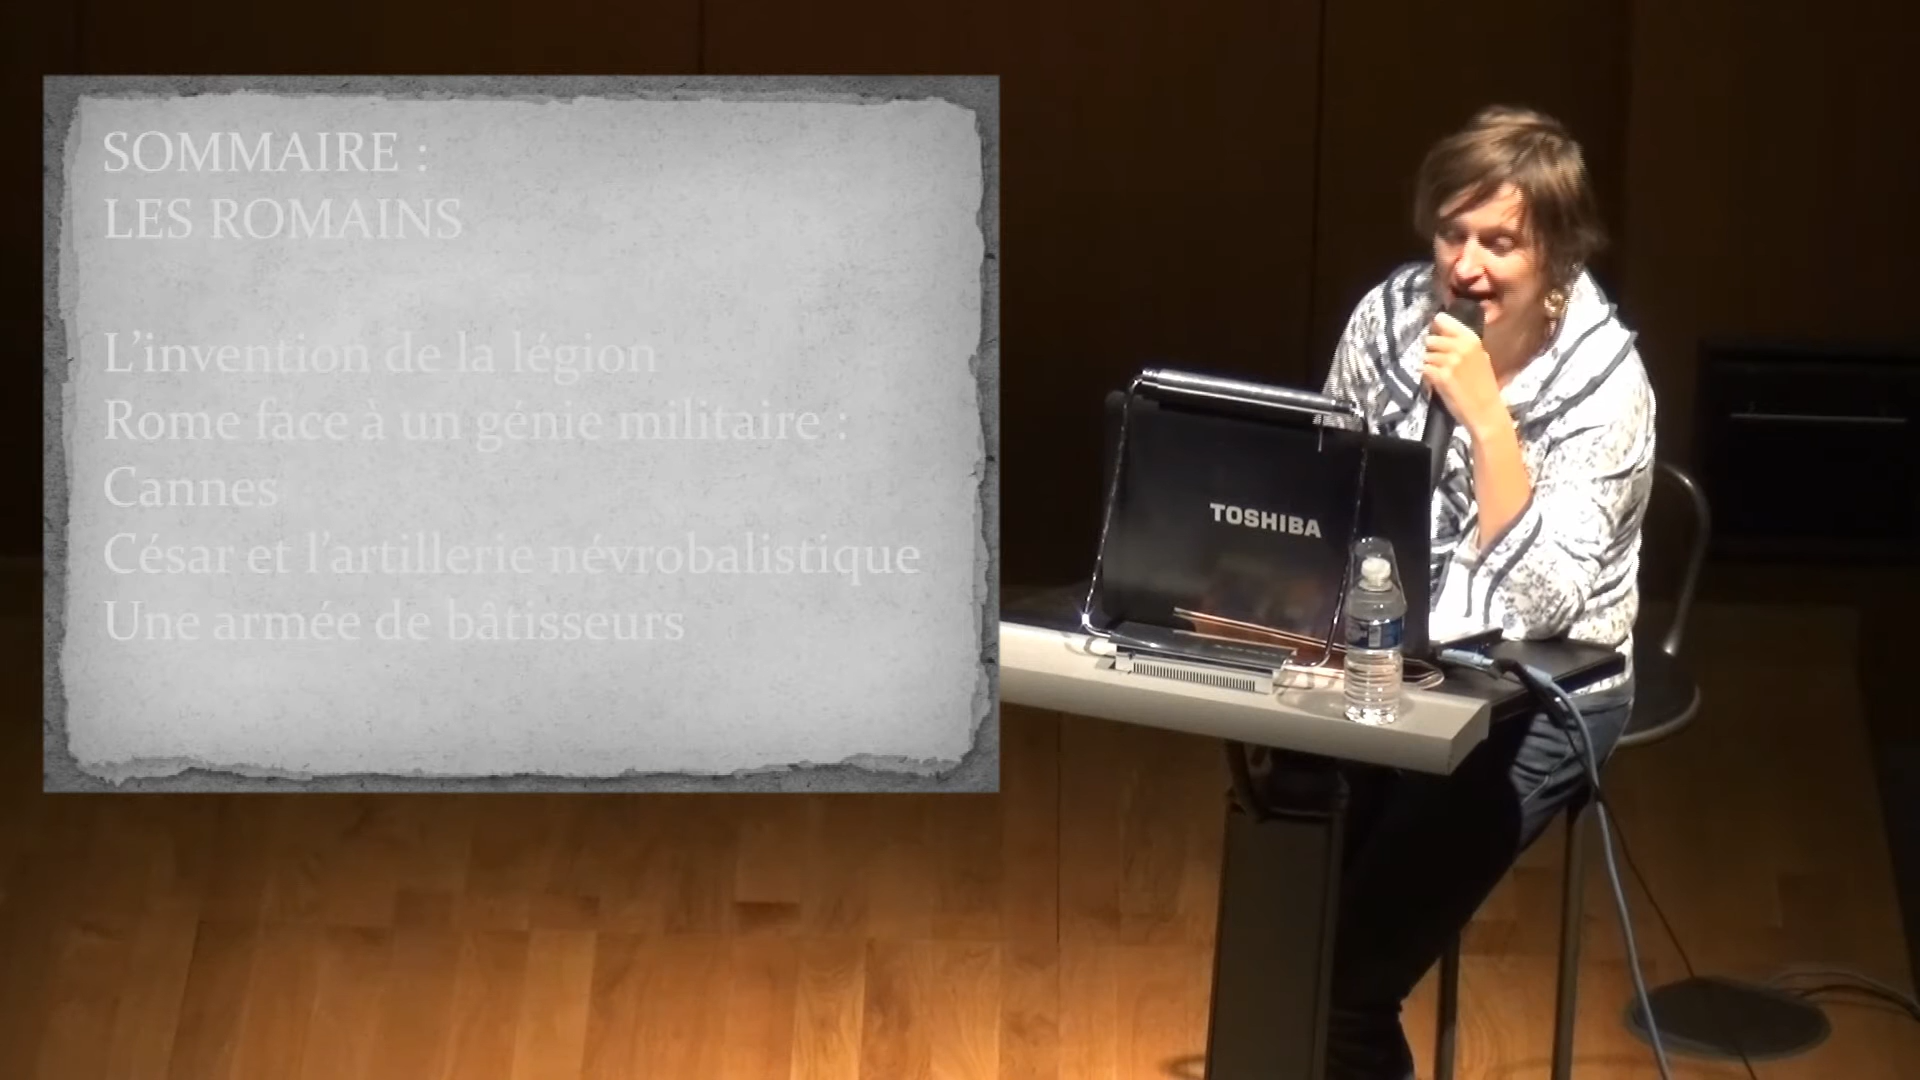 SOMMAIRE :
LES ROMAINS
L’invention de la légion
Rome face à un génie militaire :
Cannes
César et l’artillerie névrobalistique
Une armée de bâtisseurs
TOSHIBA